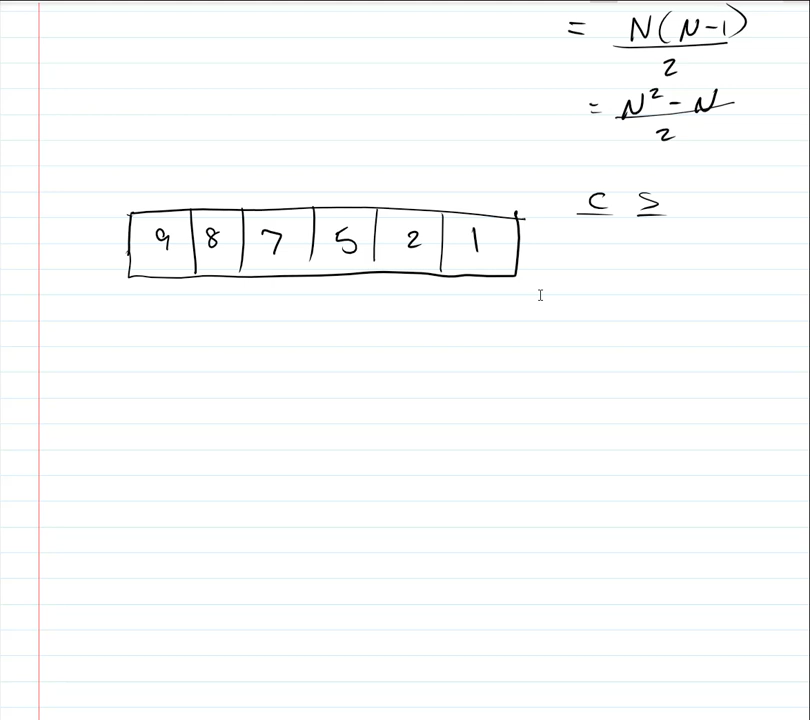 = N(N-1)
2
= N² - N
2
C S
9 8 7 5 2 1